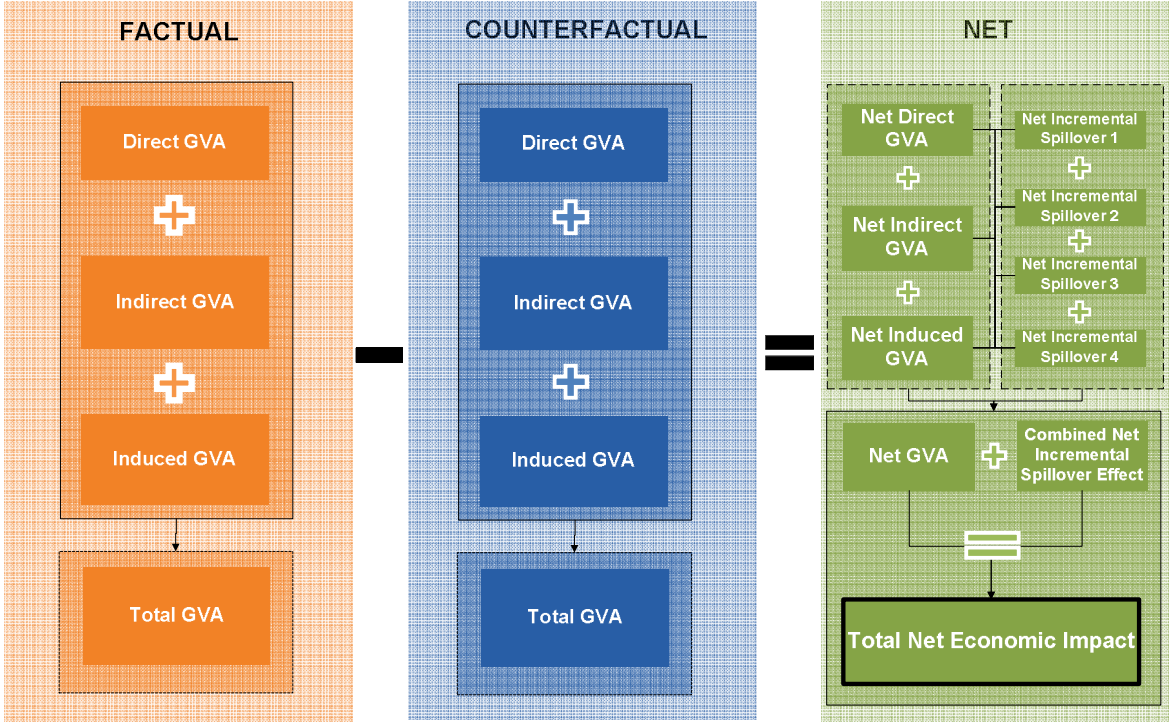 FACTUAL
Direct GVA
Indirect GVA
Induced GVA
Total GVA
COUNTERFACTUAL
Direct GVA
Indirect GVA
Induced GVA
Total GVA
NET
Net Direct
GVA
Net Indirect
GVA
Net Induced
GVA
Net Incremental
Spillover 1
Net Incremental
Spillover 2
Net Incremental
Spillover 3
Net Incremental
Spillover 4
Net GVA
Combined Net
Incremental
Spillover Effect
Total Net Economic Impact